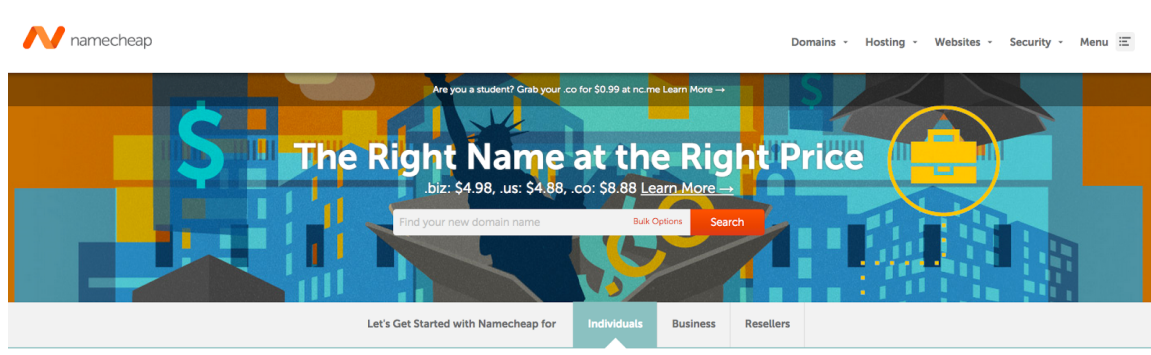 namecheap
Domains Hosting Websites Security Menu
Are you a student? Grab your .co for $0.99 at nc.me Learn More →
$ $
The Right Name at the Right Price
.biz: $4.98, .us: $4.88, .co: $8.88 Learn More →
Find your new domain name Bulk Options Search
Let's Get Started with Namecheap for Individuals Business Resellers